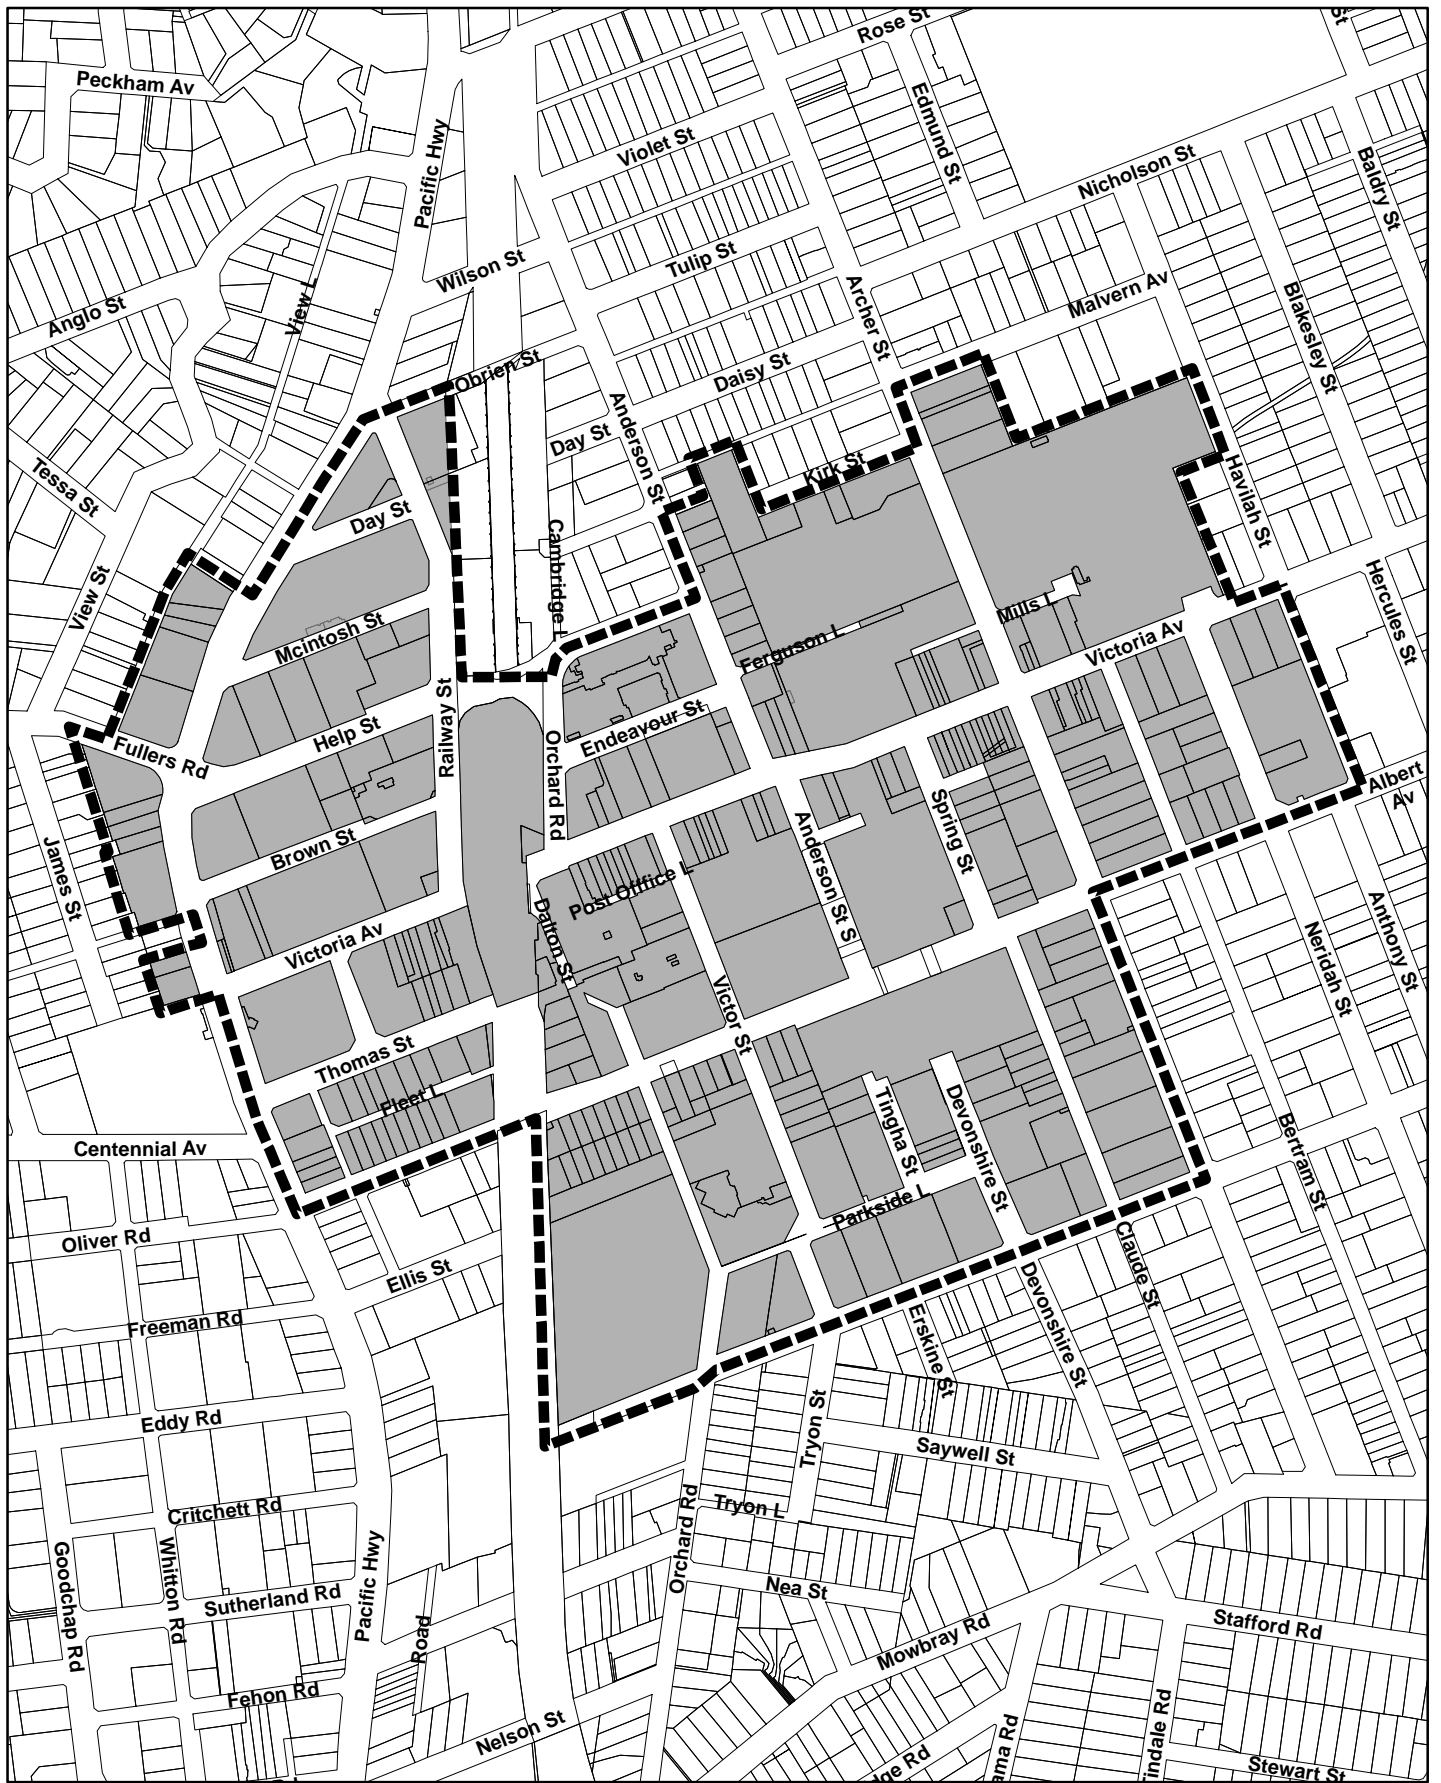 Rose St
Peckham Av
Edmund St
Pacific Hwy
Violet St
Nicholson St
Baldry St
Wilson St
Tulip St
Malvern Av
Anglo St
View L
Archer St
Blakesley St
Obrien St
Daisy St
Anderson St
Day St
Kirk St
Tessa St
Havilah St
Day St
Cambridge L
View St
Mcintosh St
Mills L
Hercules St
Ferguson L
Victoria Av
Railway St
Help St
Endeavour St
Fullers Rd
Orchard Rd
Albert
Av
James St
Brown St
Spring St
Anderson St S
Post Offfice L
Dalton St
Victoria Av
Anthony St
Neridah St
Victor St
Thomas St
Fleet L
Tingha St
Devonshire St
Centennial Av
Bertram St
Parkside L
Oliver Rd
Claude St
Ellis St
Devonshire St
Freeman Rd
Erskine St
Eddy Rd
Tryon St
Saywell St
Critchett Rd
Tryon L
Orchard Rd
Goodchap Rd
Whitton Rd
Pacific Hwy
Nea St
Sutherland Rd
Road
Mowbray Rd
Stafford Rd
Fehon Rd
Nelson St
Stewart St